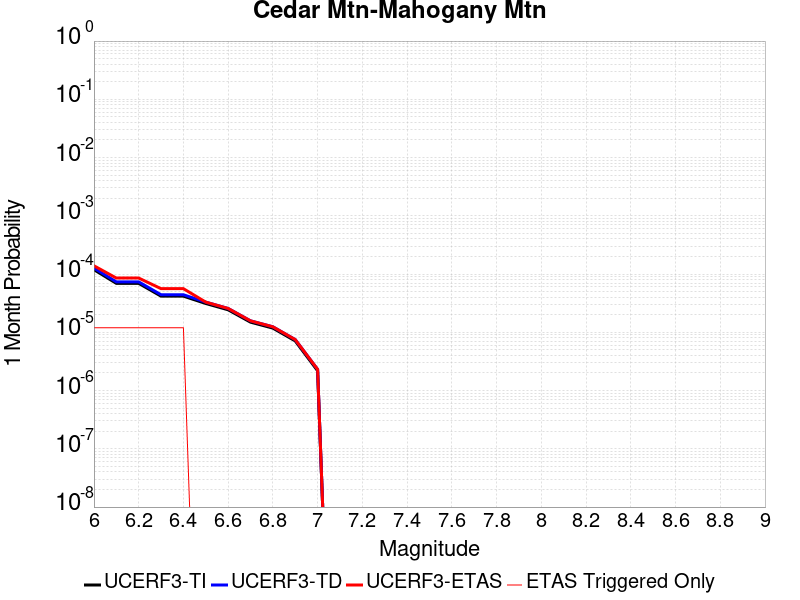 Cedar Mtn-Mahogany Mtn
10 0
10 -1
10 -2
10 -3
10 -4
10 -5
10 -6
10 -7
10 -8
1 Month Probability
6 6.2 6.4 6.6 6.8 7 7.2 7.4 7.6 7.8 8 8.2 8.4 8.6 8.8 9
Magnitude
UCERF3-TI UCERF3-TD UCERF3-ETAS ETAS Triggered Only